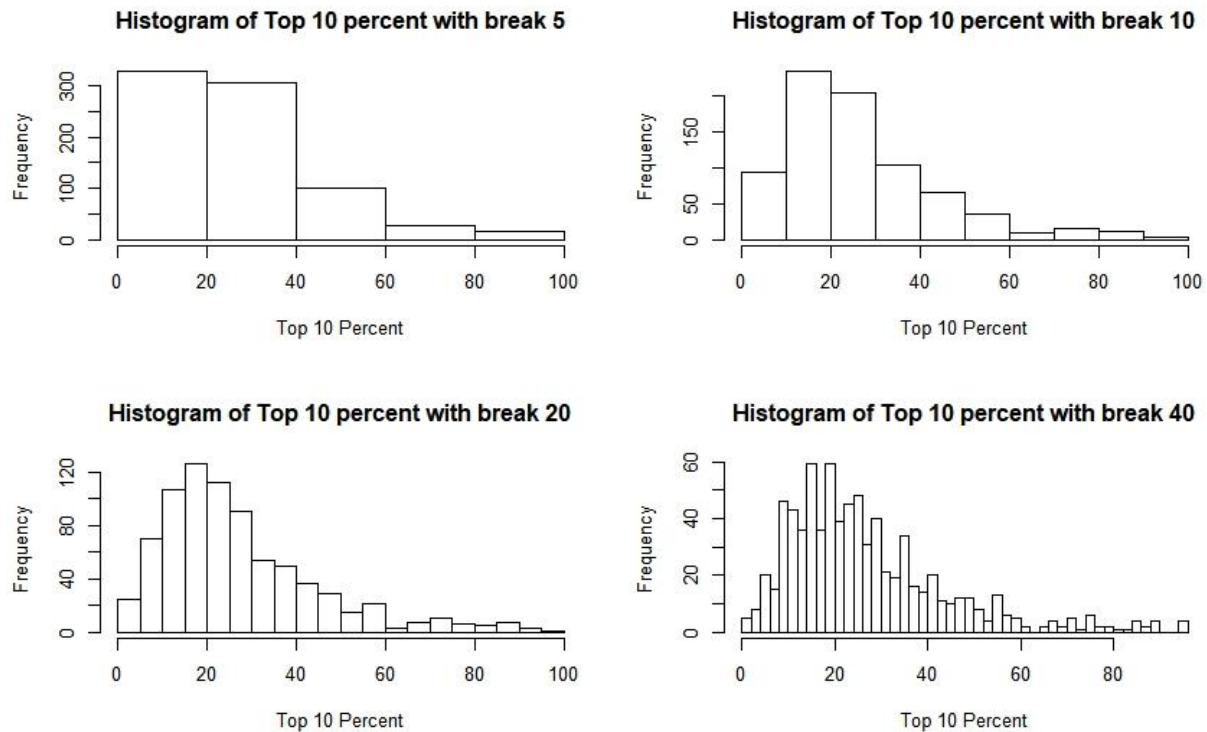 Histogram of Top 10 percent with break 5
Frequency
0 100 200 300
0 20 40 60 80 100
Top 10 Percent
Histogram of Top 10 percent with break 10
Frequency
0 50 150
0 20 40 60 80 100
Top 10 Percent
Histogram of Top 10 percent with break 20
Frequency
0 40 80 120
0 20 40 60 80 100
Top 10 Percent
Histogram of Top 10 percent with break 40
Frequency
0 20 40 60
0 20 40 60 80
Top 10 Percent